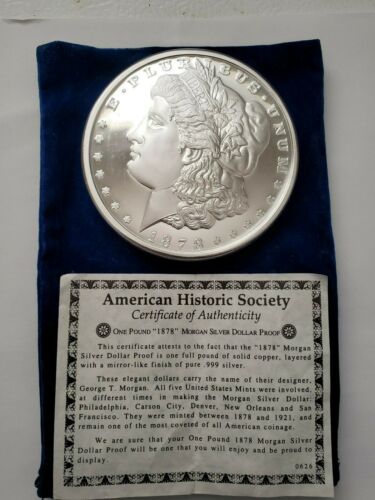 E·PLURIBUS·UNUM
1878
American Historic Society
Certificate of Authenticity
ONE POUND "1878" MORGAN SILVER DOLLAR PROOF
This certificate attests to the fact that the "1878" Morgan
Silver Dollar Proof is one full pound of solid copper, layered
with a mirror-like finish of pure .999 silver.
These elegant dollars carry the name of their designer,
George T. Morgan. All five United States Mints were involved,
at different times in making the Morgan Silver Dollar:
Philadelphia, Carson City, Denver, New Orleans and San
Francisco. They were minted between 1878 and 1921, and
remain one of the most coveted of all American coinage.
We are sure that your One Pound 1878 Morgan Silver
Dollar Proof will be one that you will enjoy and be proud to
display.
0626